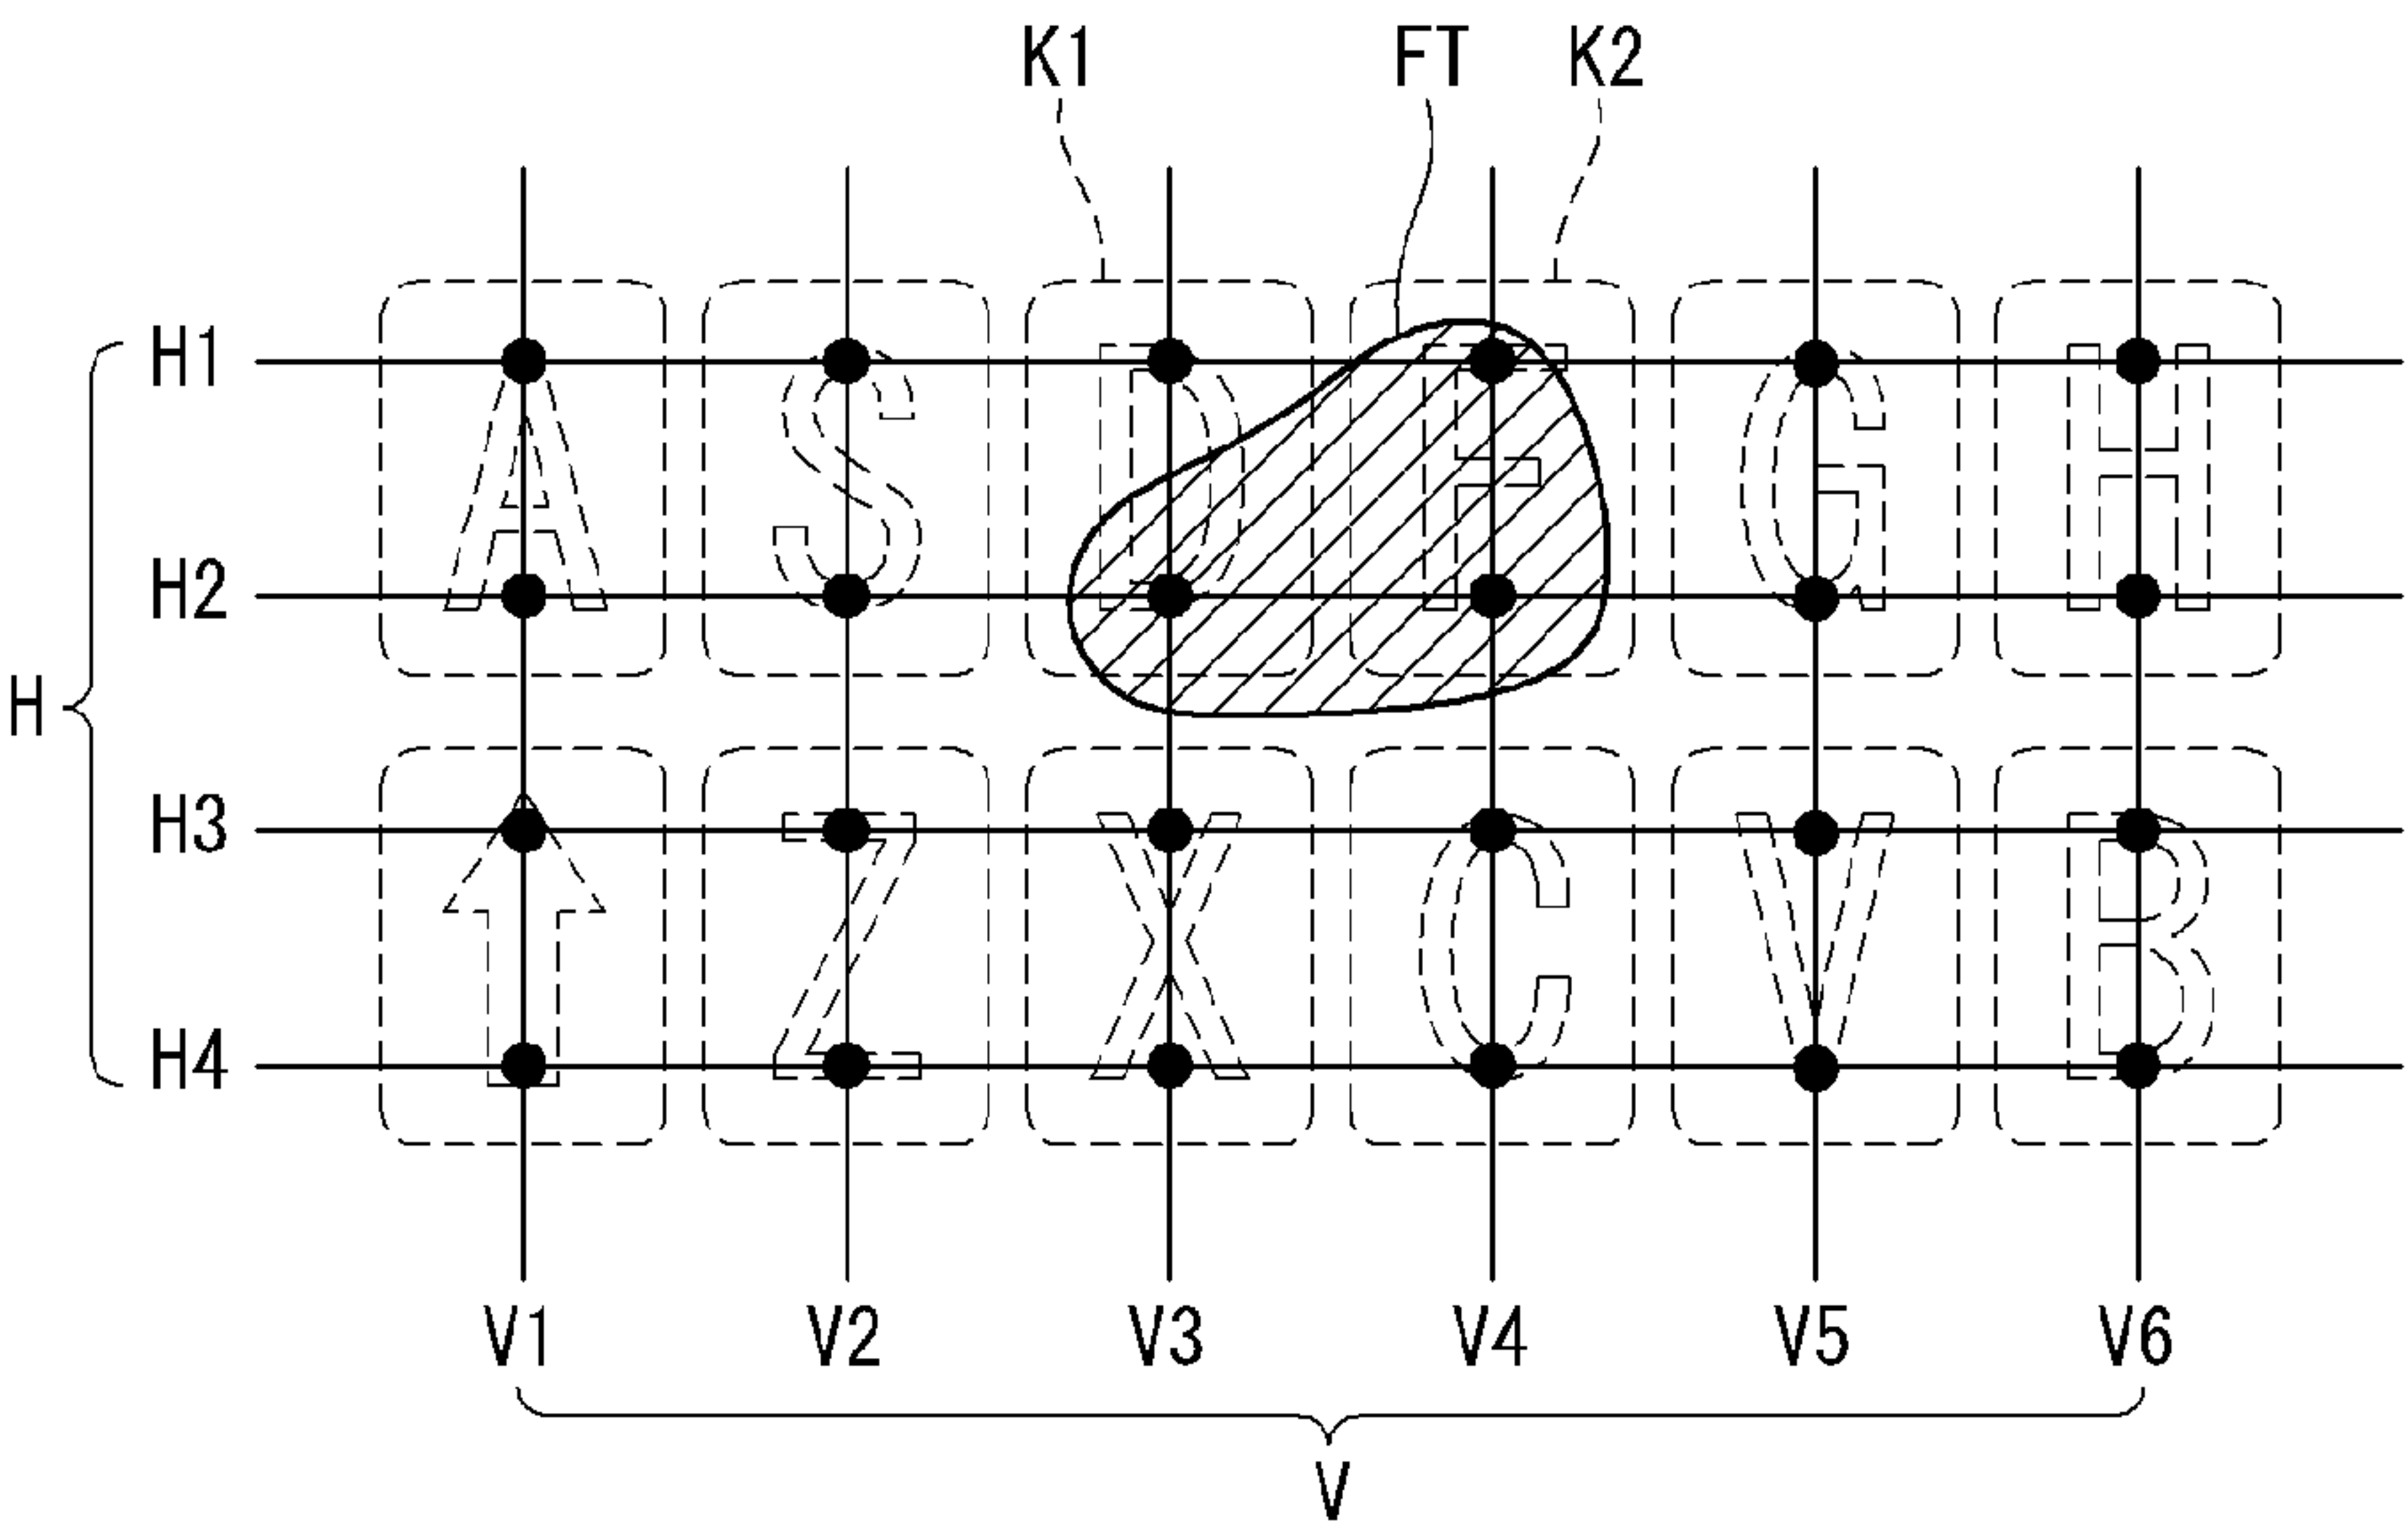 K1 FT K2
H1
A S D F G H
H2
H
H3
↑ Z X C V B
H4
V1 V2 V3 V4 V5 V6
V